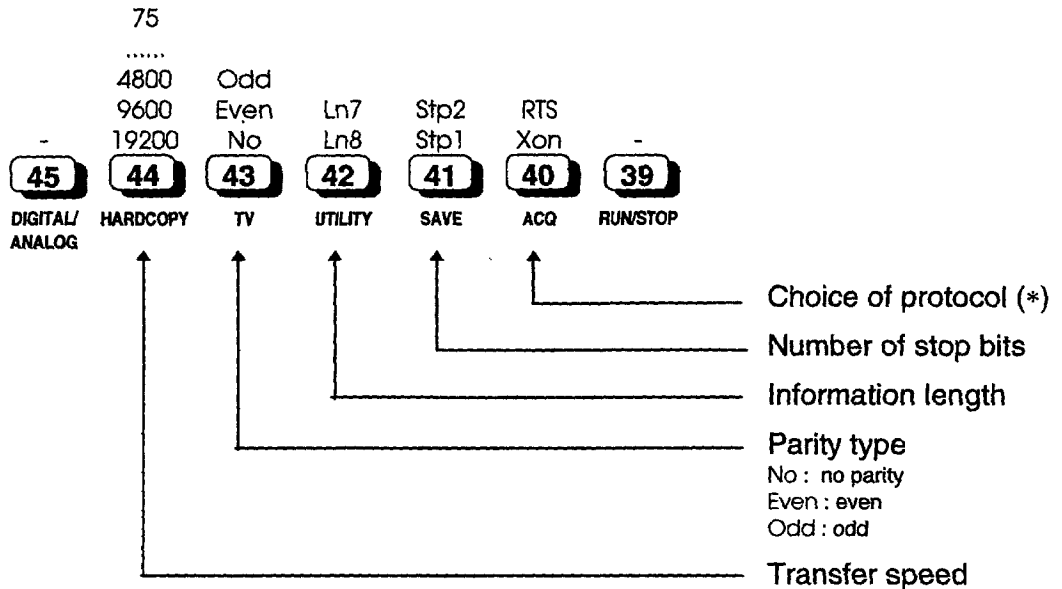 75
......
4800 Odd
9600 Even Ln7 Stp2 RTS
- 19200 No Ln8 Stp1 Xon -
45 44 43 42 41 40 39
DIGITAL/ HARDCOPY TV UTILITY SAVE ACQ RUN/STOP
ANALOG
Choice of protocol (*)
Number of stop bits
Information length
Parity type
No : no parity
Even : even
Odd : odd
Transfer speed